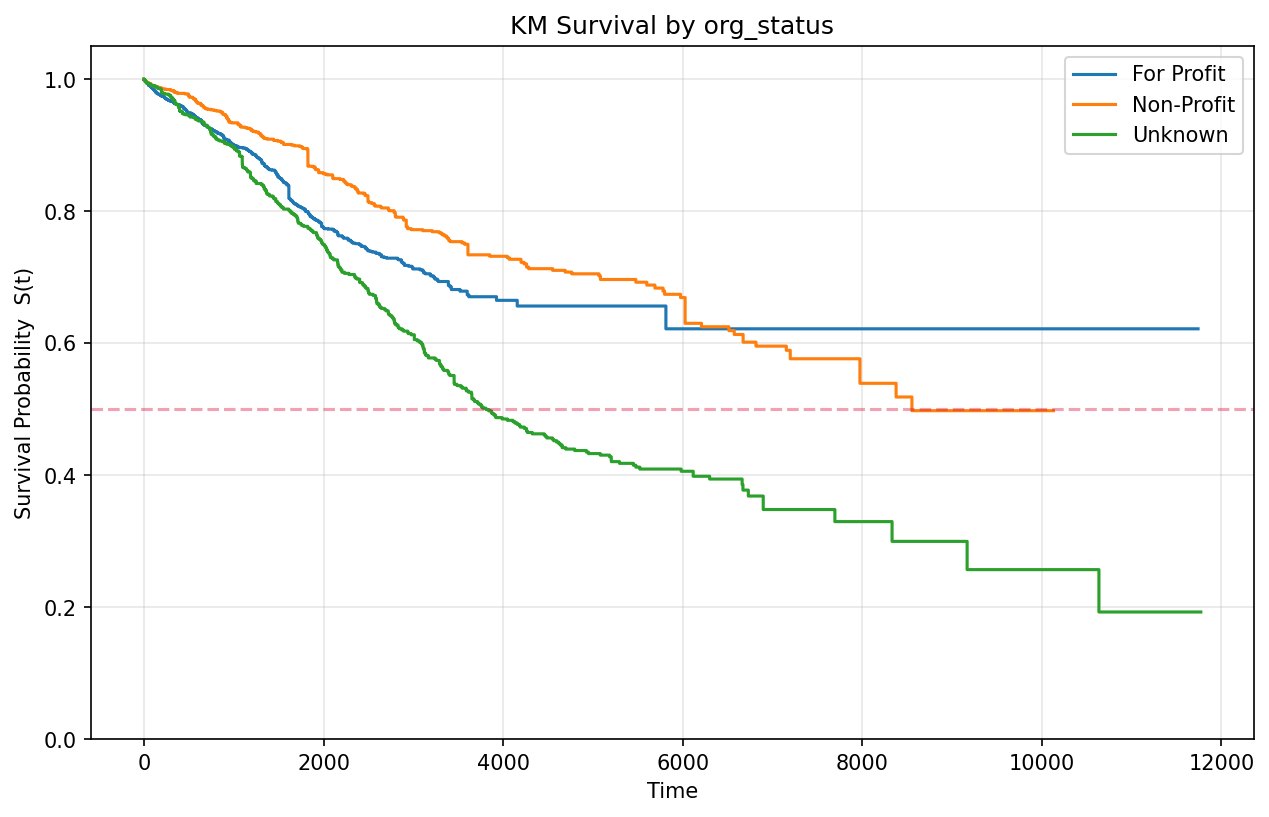 KM Survival by org_status
For Profit
Non-Profit
Unknown
Survival Probability  S(t)
1.0
0.8
0.6
0.4
0.2
0.0
0 2000 4000 6000 8000 10000 12000
Time